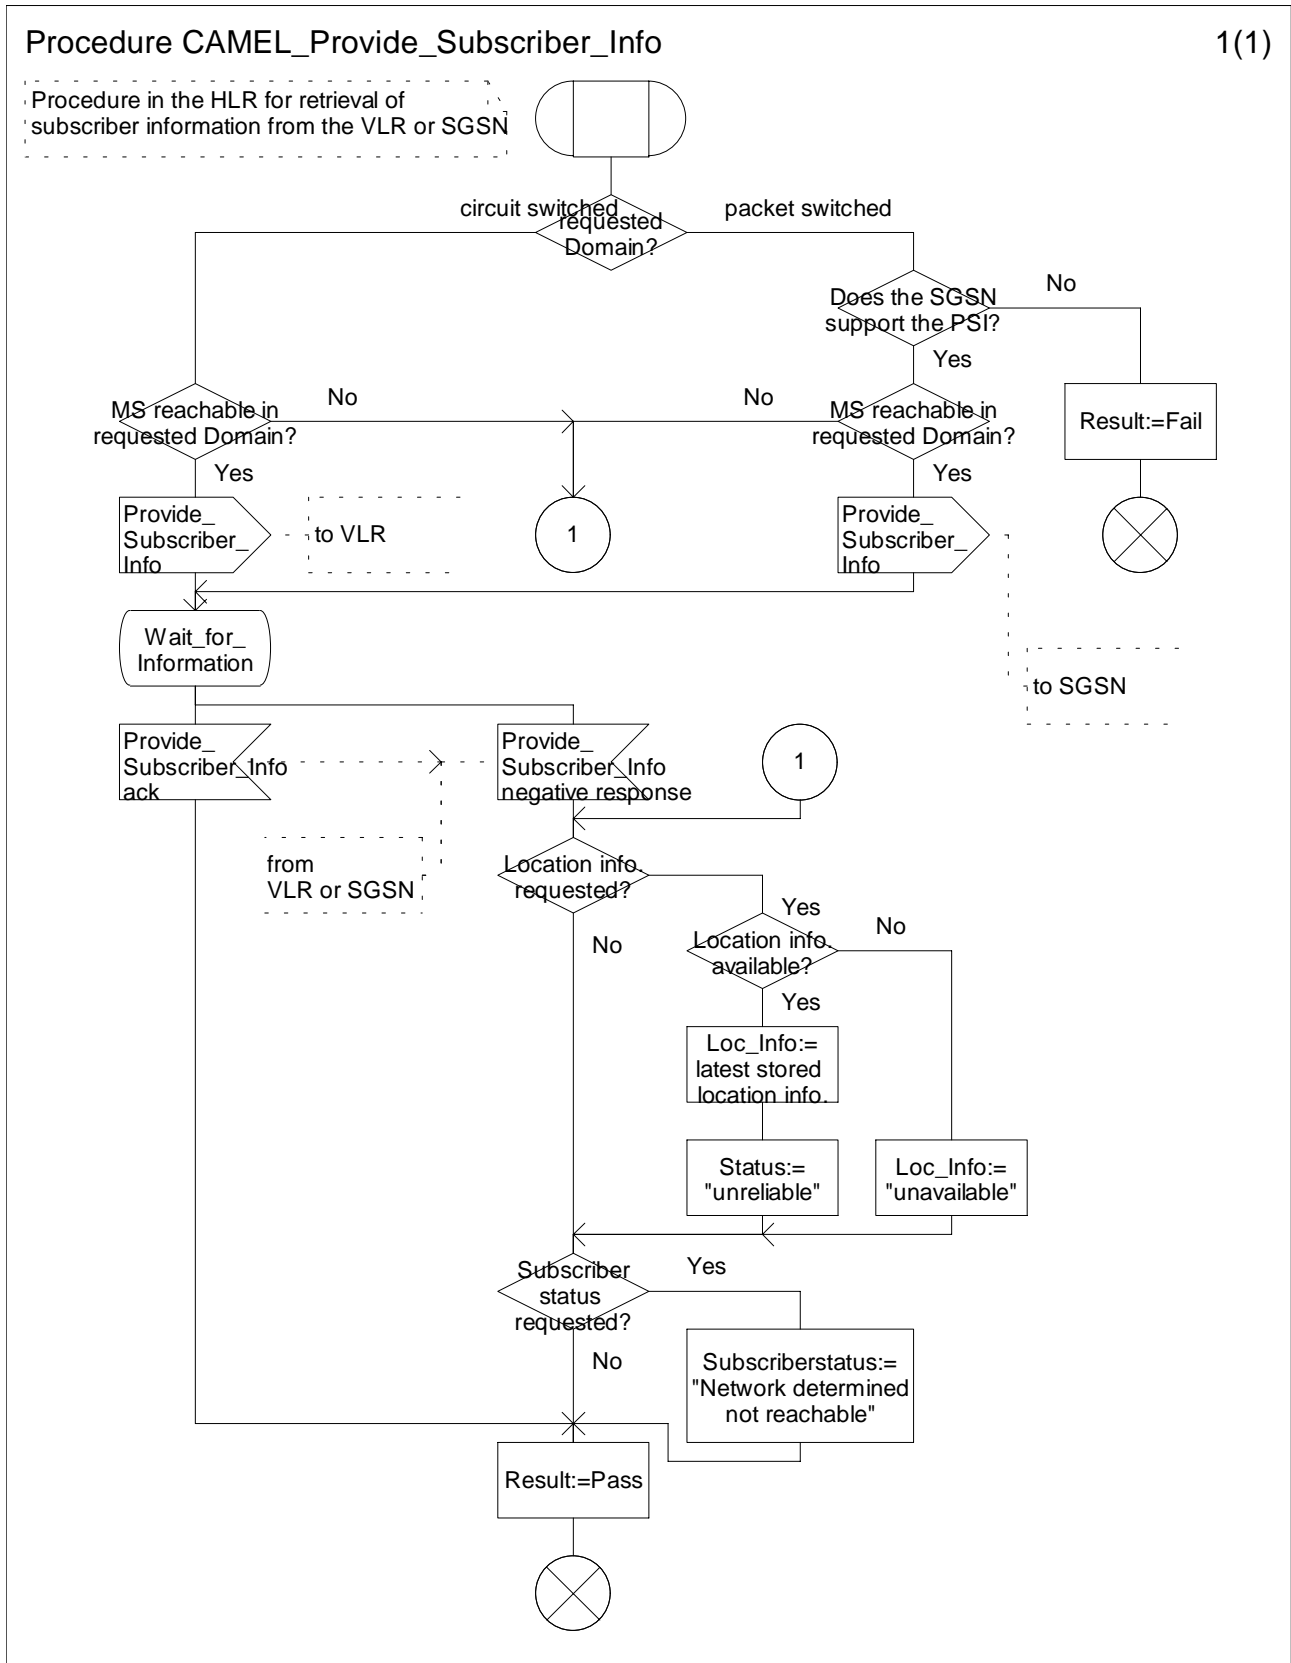 Procedure CAMEL_Provide_Subscriber_Info
1(1)
Procedure in the HLR for retrieval of
subscriber information from the VLR or SGSN
circuit switched
requested
Domain?
packet switched
Does the SGSN
support the PSI?
No
Yes
MS reachable in
requested Domain?
No
No
MS reachable in
requested Domain?
Result:=Fail
Yes
Yes
Provide_
Subscriber_
Info
to VLR
1
Provide_
Subscriber_
Info
Wait_for_
Information
to SGSN
Provide_
Subscriber_Info
ack
Provide_
Subscriber_Info
negative response
1
from
VLR or SGSN
Location info.
requested?
Yes
No
Location info.
available?
No
Yes
Loc_Info:=
latest stored
location info.
Status:=
"unreliable"
Loc_Info:=
"unavailable"
Subscriber
status
requested?
Yes
No
Subscriberstatus:=
"Network determined
not reachable"
Result:=Pass